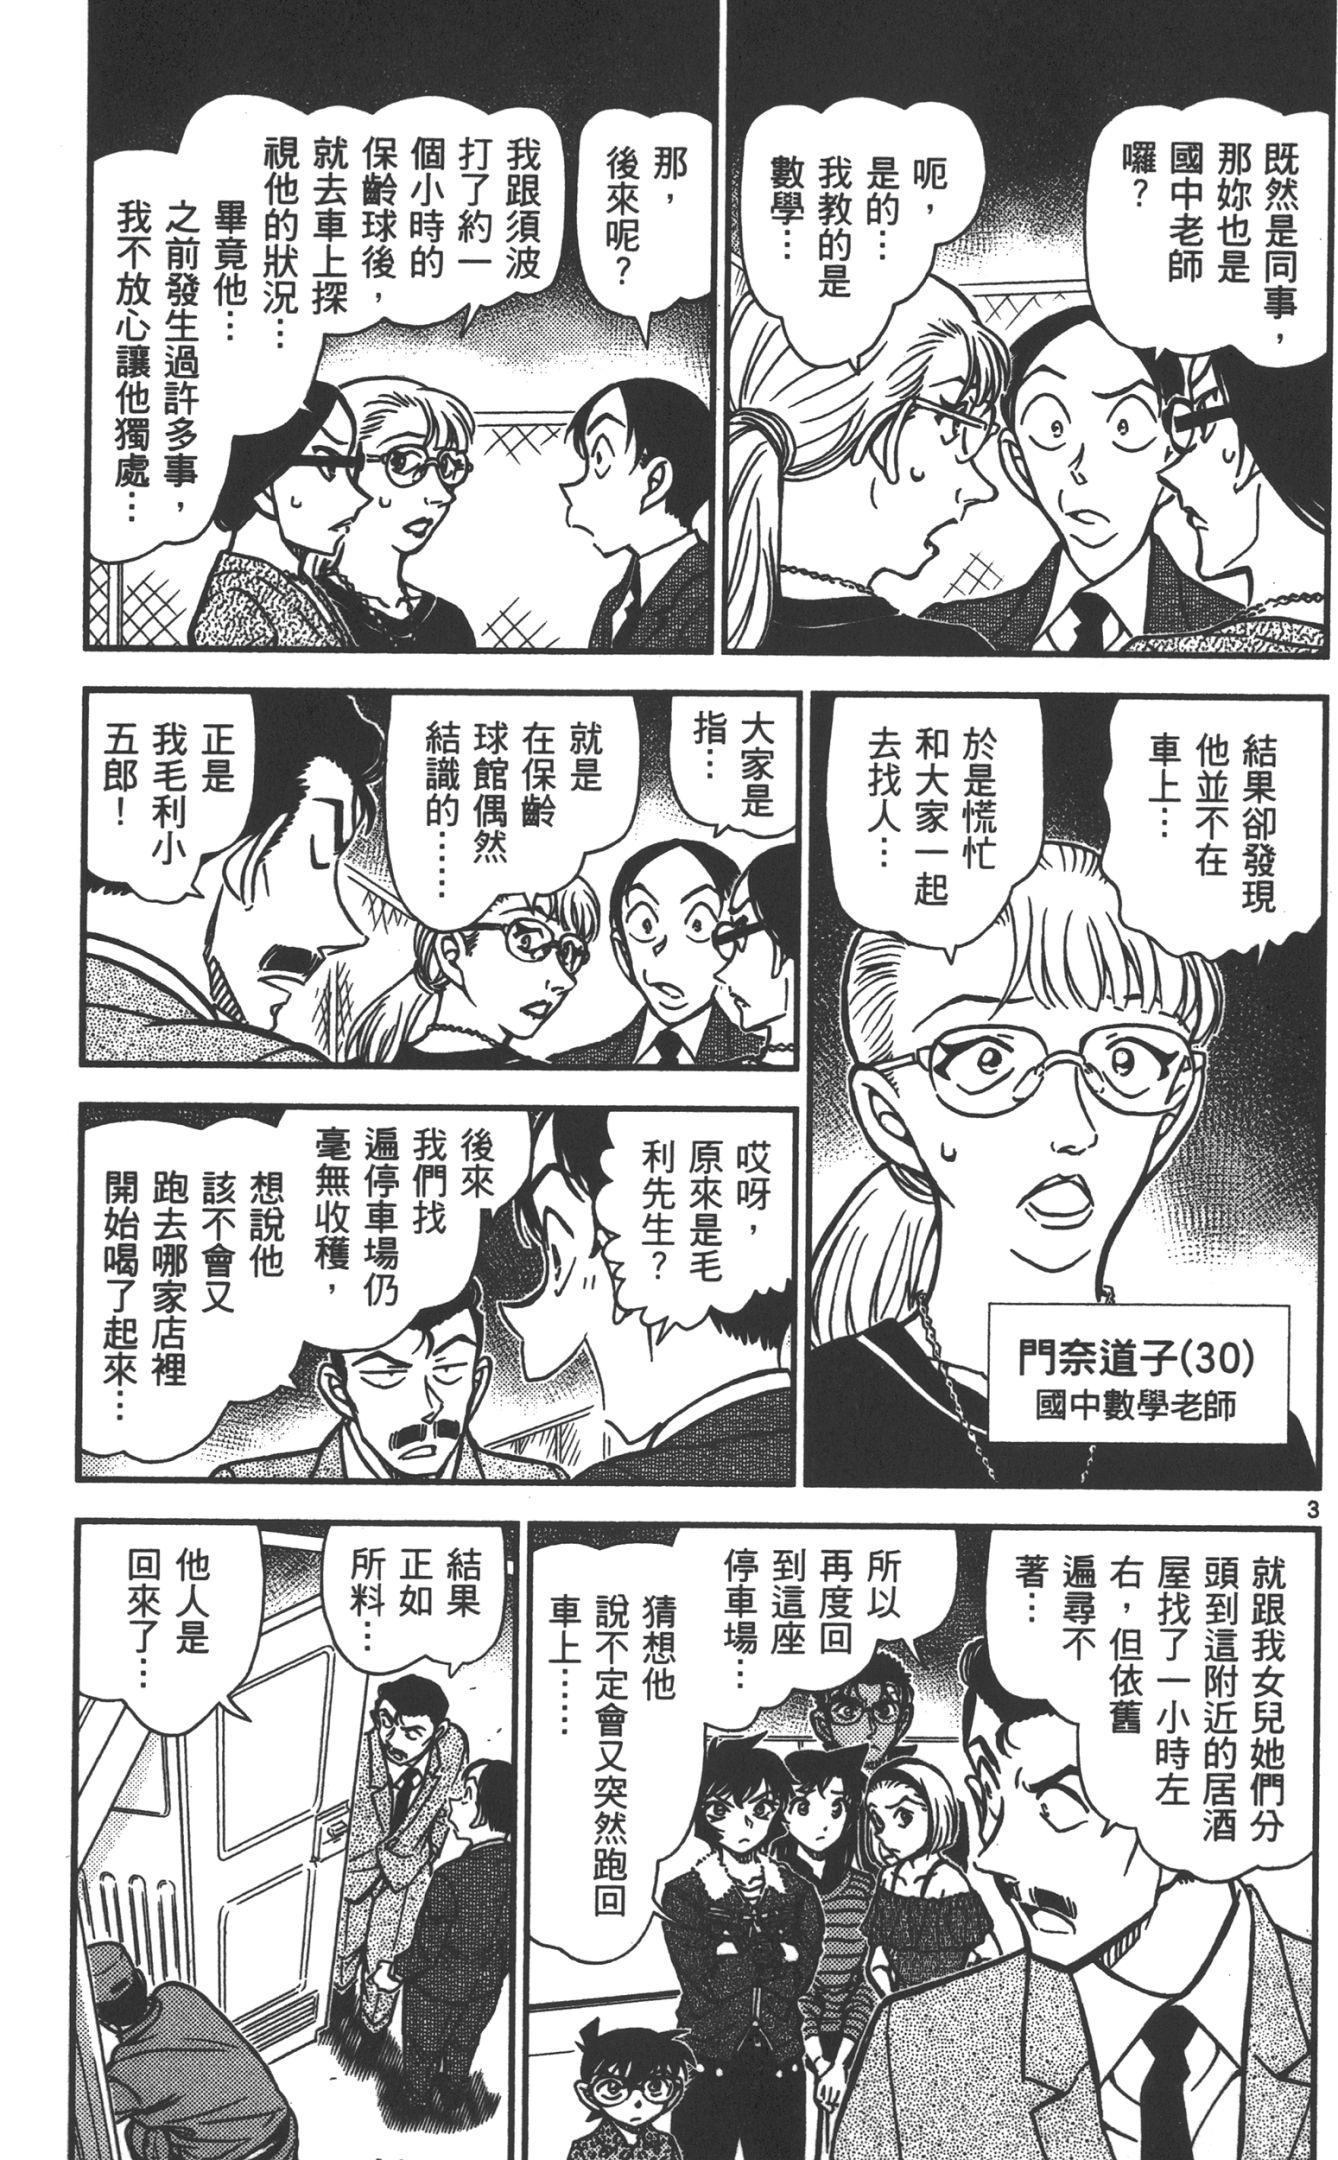 既然是同事，
那妳也是
國中老師
囉？
呃，
是的…
我教的是
數學…
那，
後來呢？
我跟須波
打了約一
個小時的
保齡球後，
就去車上探
視他的狀況…
畢竟他…
之前發生過許多事，
我不放心讓他獨處…
結果卻發現
他並不在
車上…
於是慌忙
和大家一起
去找人…
門奈道子(30)
國中數學老師
大家是
指…
就是
在保齡
球館偶然
結識的……
正是
我毛利小
五郎！
哎呀，
原來是毛
利先生？
後來
我們找
遍停車場仍
毫無收穫，
想說他
該不會又
跑去哪家店裡
開始喝了起來…
3
就跟我女兒她們分
頭到這附近的居酒
屋找了一小時左
右，但依舊
遍尋不
著…
所以
再度回
到這座
停車場…
猜想他
說不定會又突然跑回
車上……
結果
正如
所料…
他人是
回來了…